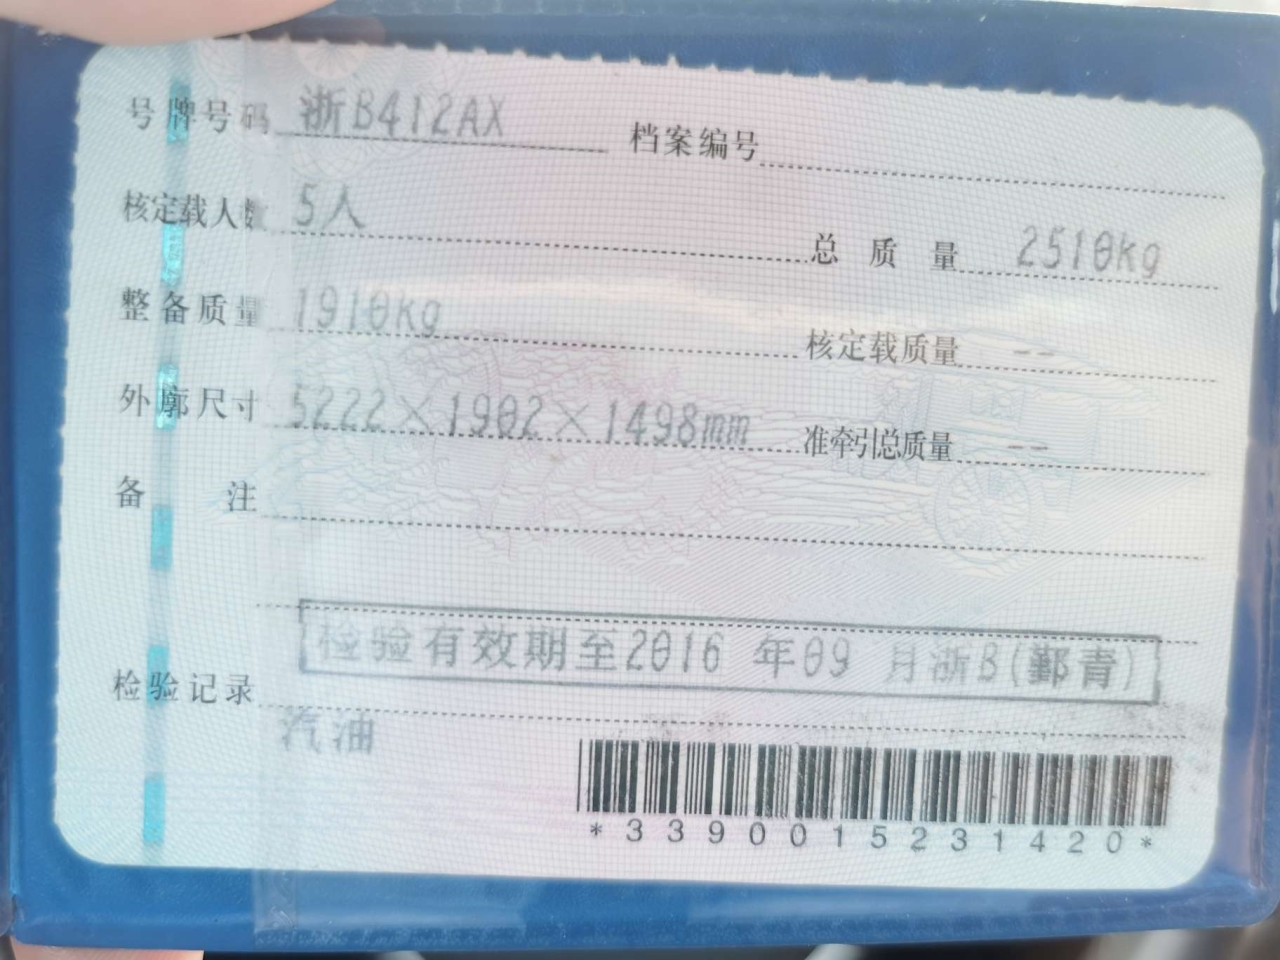 号牌号码 浙B412AX 档案编号
核定载人数 5人 总质量 2510kg
整备质量 1910kg 核定载质量 --
外廓尺寸 5222×1902×1498mm 准牵引总质量 --
备注
检验有效期至2016 年09 月浙B(鄞青)
检验记录
汽油
*3390015231420*